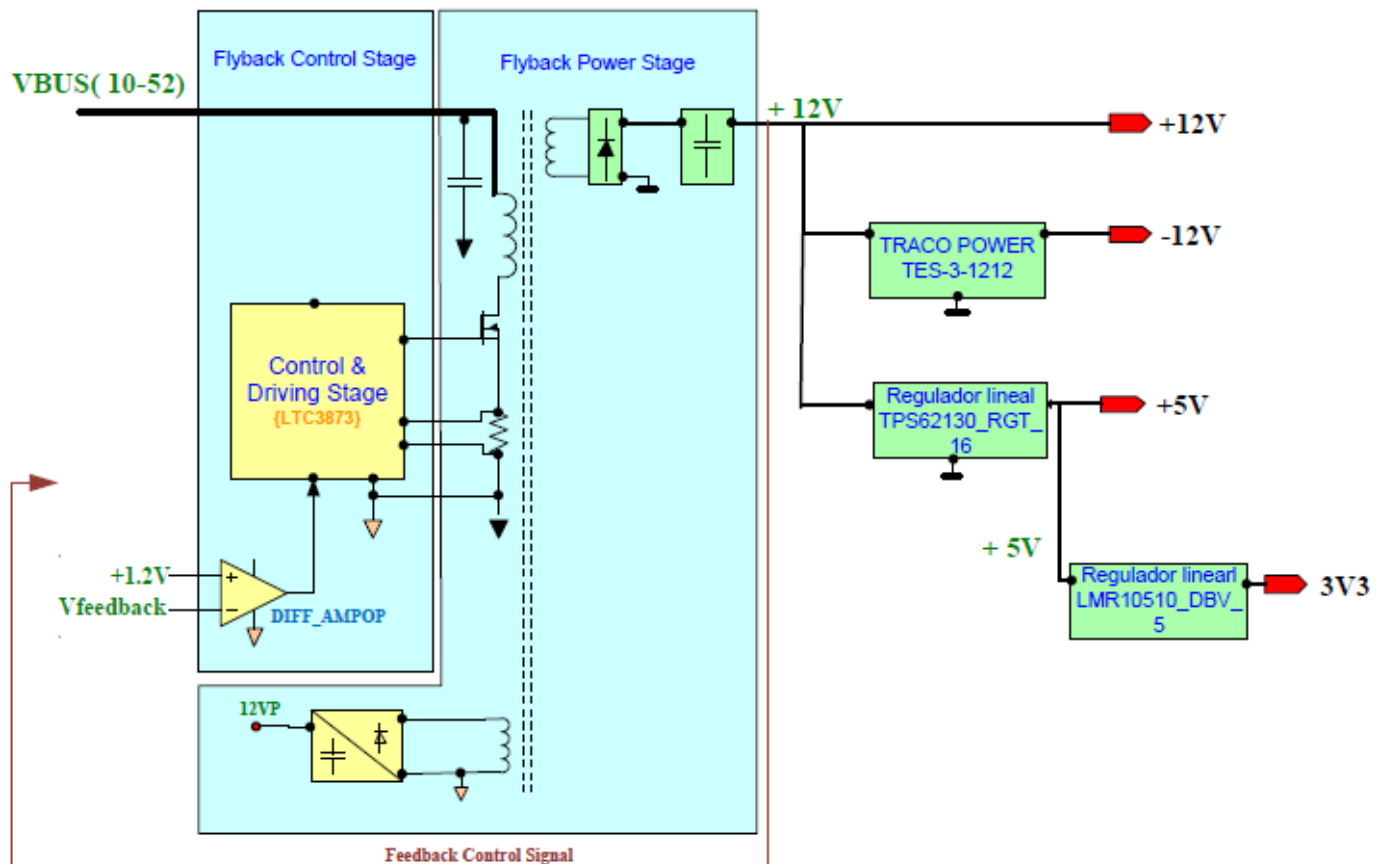 Flyback Control Stage
Flyback Power Stage
VBUS( 10-52)
+ 12V
+12V
TRACO POWER
TES-3-1212
-12V
Control &
Driving Stage
{LTC3873}
Regulador lineal
TPS62130_RGT_
16
+5V
+ 5V
Regulador linearl
LMR10510_DBV_
5
3V3
+1.2V
Vfeedback
+
−
DIFF_AMPOP
12VP
Feedback Control Signal